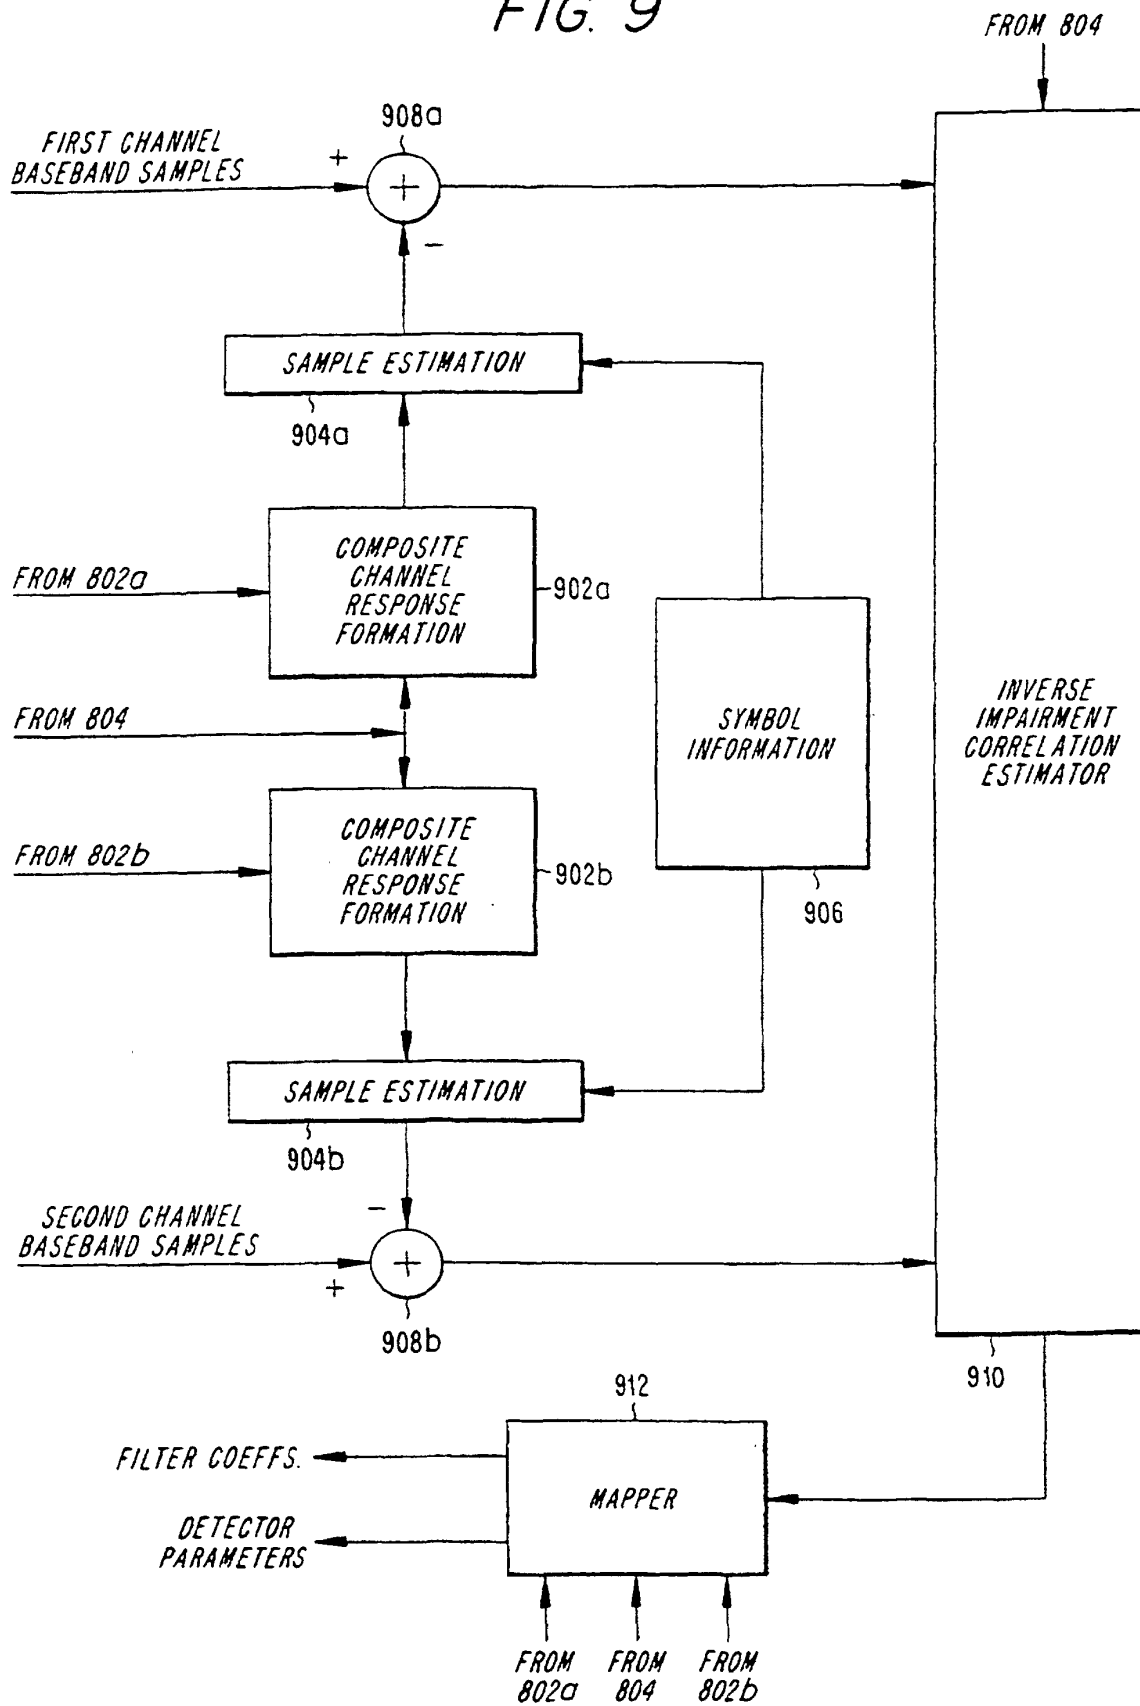 FIG. 9
FROM 804
908a
FIRST CHANNEL
BASEBAND SAMPLES
+
+
−
SAMPLE ESTIMATION
904a
COMPOSITE
CHANNEL
RESPONSE
FORMATION
FROM 802a
902a
FROM 804
SYMBOL
INFORMATION
906
INVERSE
IMPAIRMENT
CORRELATION
ESTIMATOR
COMPOSITE
CHANNEL
RESPONSE
FORMATION
FROM 802b
902b
SAMPLE ESTIMATION
904b
−
SECOND CHANNEL
BASEBAND SAMPLES
+
+
908b
910
912
FILTER COEFFS.
MAPPER
DETECTOR
PARAMETERS
FROM
802a
FROM
804
FROM
802b